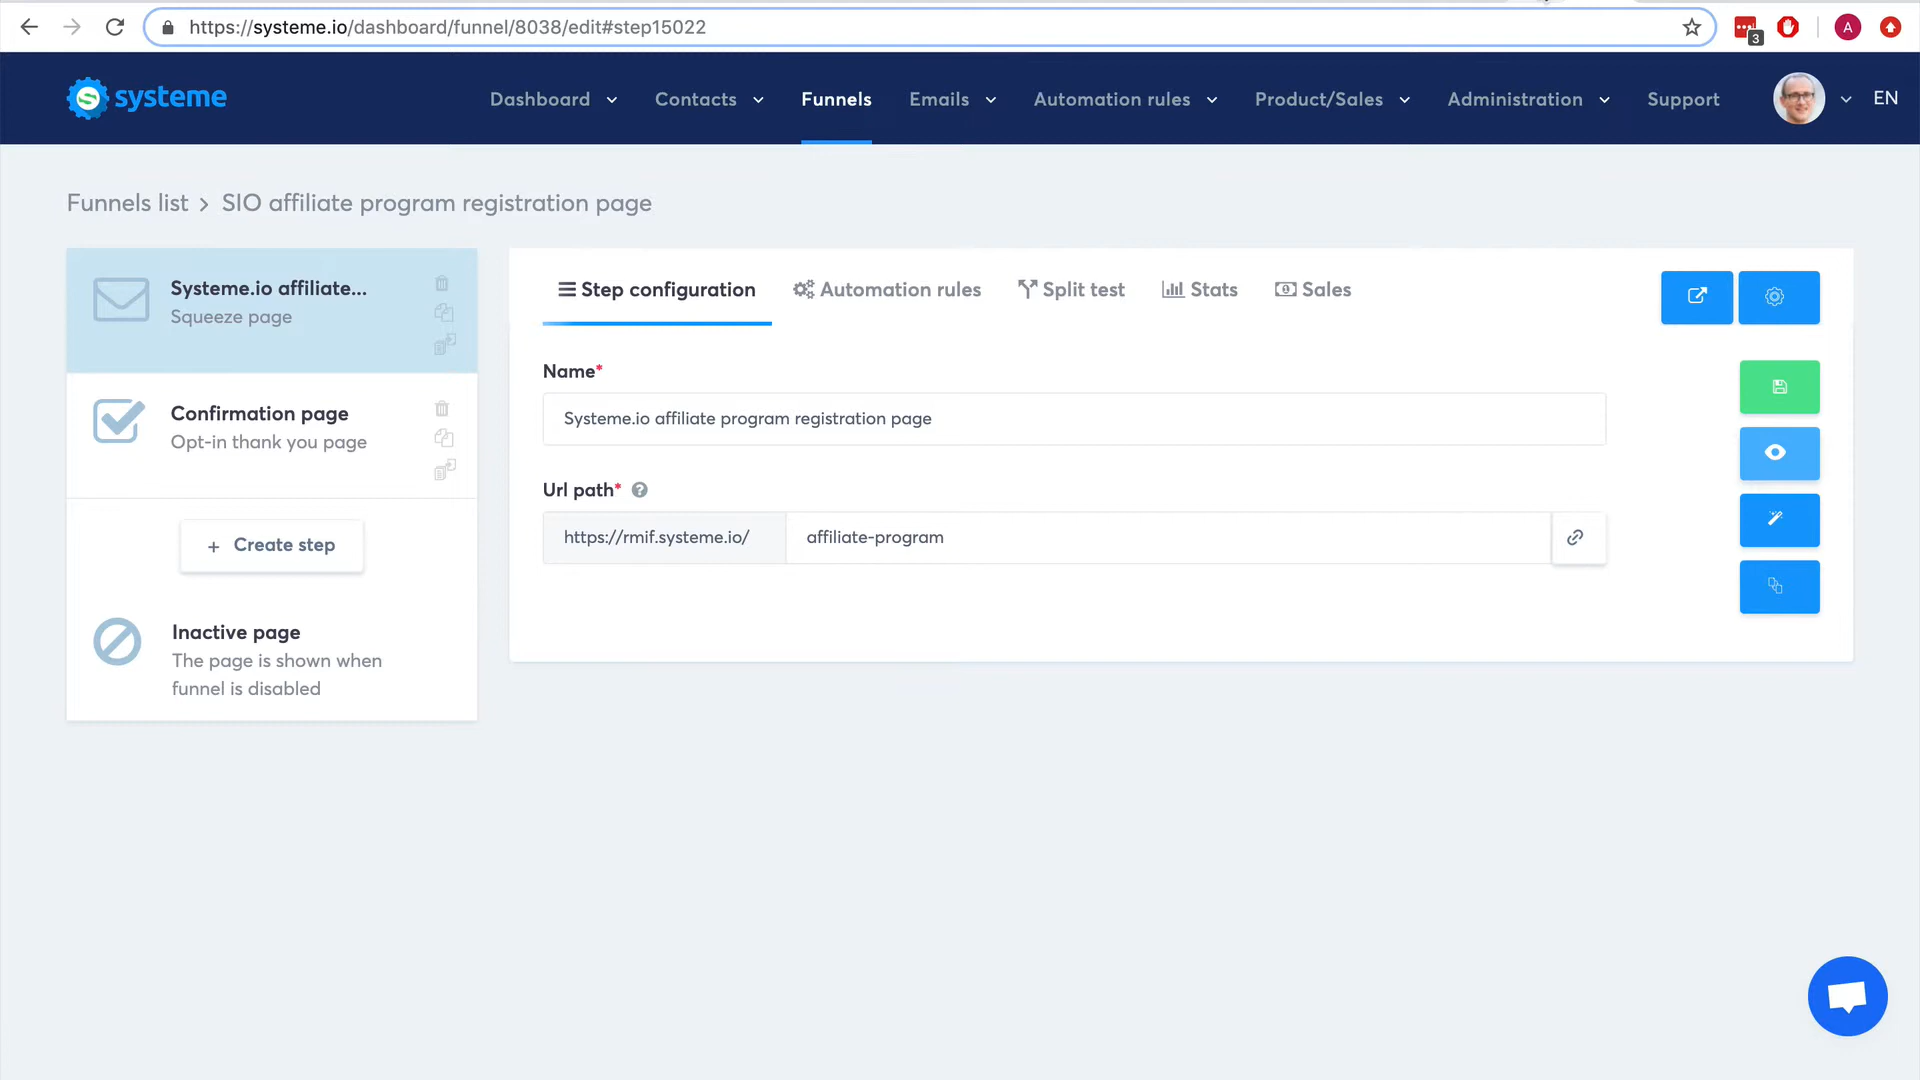 https://systeme.io/dashboard/funnel/8038/edit#step15022
3
A
systeme
Dashboard
Contacts
Funnels
Emails
Automation rules
Product/Sales
Administration
Support
EN
Funnels list > SIO affiliate program registration page
Systeme.io affiliate...
Squeeze page
Confirmation page
Opt-in thank you page
+ Create step
Inactive page
The page is shown when
funnel is disabled
Step configuration
Automation rules
Split test
Stats
Sales
Name*
Systeme.io affiliate program registration page
Url path* ?
https://rmif.systeme.io/
affiliate-program